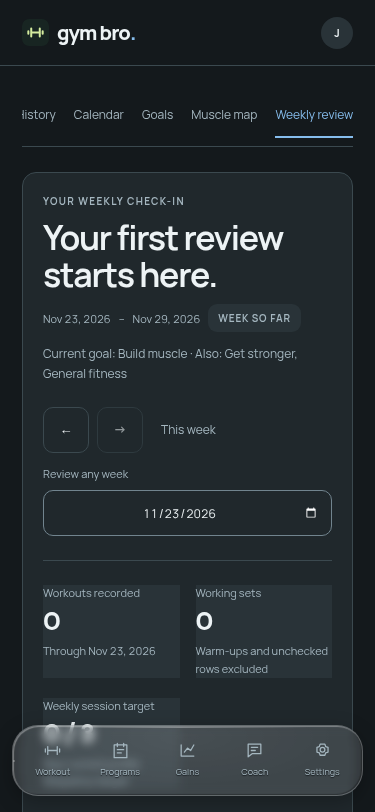 gym bro.
J
History
Calendar
Goals
Muscle map
Weekly review
YOUR WEEKLY CHECK-IN
Your first review
starts here.
Nov 23, 2026 – Nov 29, 2026
WEEK SO FAR
Current goal: Build muscle · Also: Get stronger,
General fitness
←
→
This week
Review any week
11/23/2026
Workouts recorded
0
Through Nov 23, 2026
Working sets
0
Warm-ups and unchecked
rows excluded
Weekly session target
0 / 3
Workout
Programs
Gains
Coach
Settings